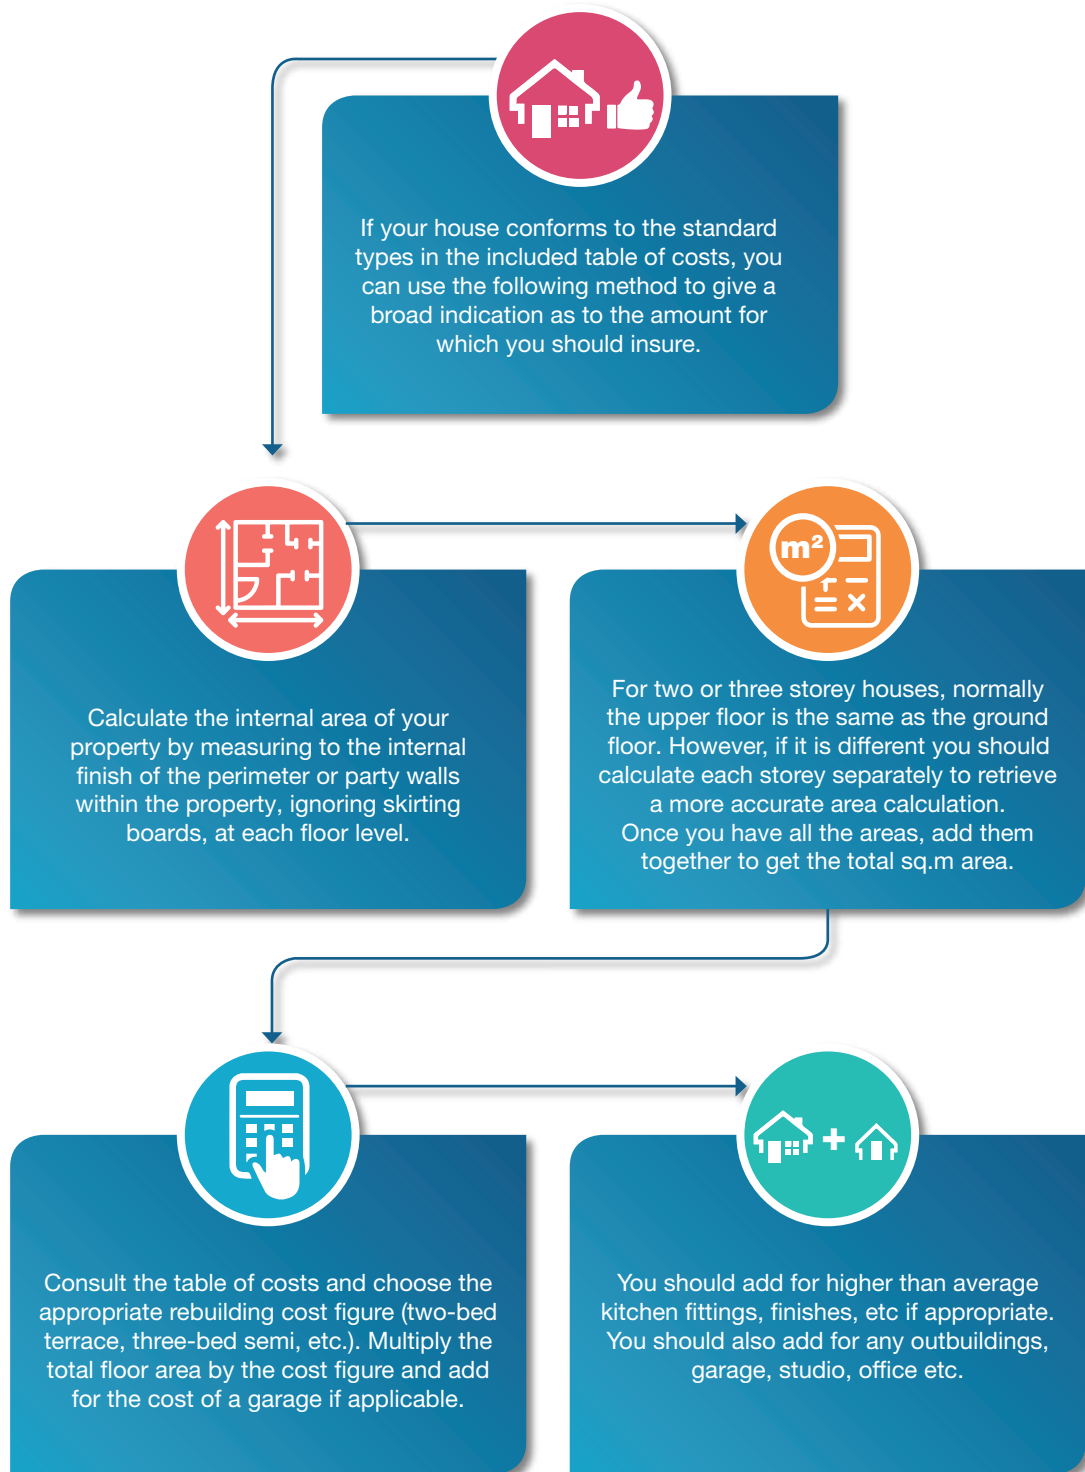 If your house conforms to the standard
types in the included table of costs, you
can use the following method to give a
broad indication as to the amount for
which you should insure.
m²
Calculate the internal area of your
property by measuring to the internal
finish of the perimeter or party walls
within the property, ignoring skirting
boards, at each floor level.
For two or three storey houses, normally
the upper floor is the same as the ground
floor. However, if it is different you should
calculate each storey separately to retrieve
a more accurate area calculation.
Once you have all the areas, add them
together to get the total sq.m area.
Consult the table of costs and choose the
appropriate rebuilding cost figure (two-bed
terrace, three-bed semi, etc.). Multiply the
total floor area by the cost figure and add
for the cost of a garage if applicable.
You should add for higher than average
kitchen fittings, finishes, etc if appropriate.
You should also add for any outbuildings,
garage, studio, office etc.